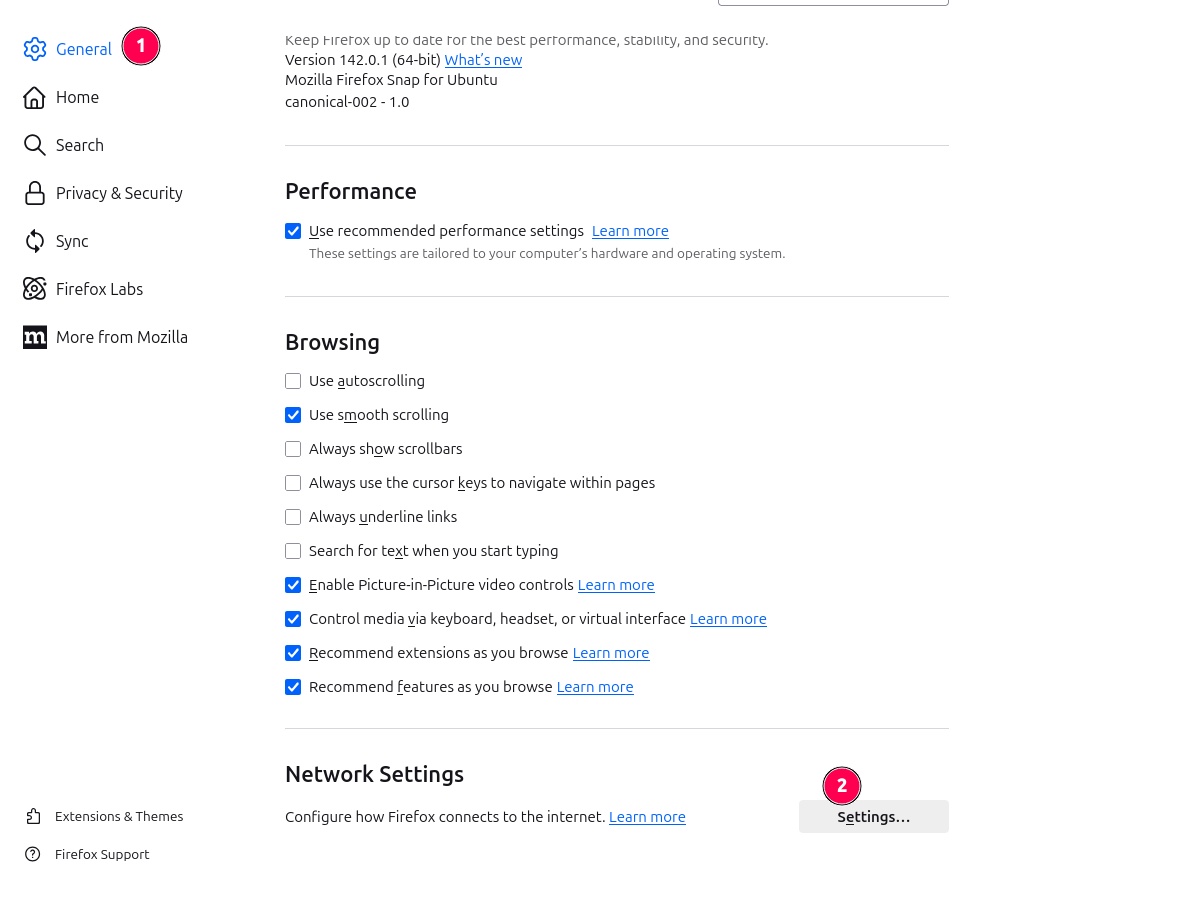 General
1
Home
Search
Privacy & Security
Sync
Firefox Labs
More from Mozilla
Extensions & Themes
Firefox Support
Keep Firefox up to date for the best performance, stability, and security.
Version 142.0.1 (64-bit) What’s new
Mozilla Firefox Snap for Ubuntu
canonical-002 - 1.0
Performance
Use recommended performance settings Learn more
These settings are tailored to your computer’s hardware and operating system.
Browsing
Use autoscrolling
Use smooth scrolling
Always show scrollbars
Always use the cursor keys to navigate within pages
Always underline links
Search for text when you start typing
Enable Picture-in-Picture video controls Learn more
Control media via keyboard, headset, or virtual interface Learn more
Recommend extensions as you browse Learn more
Recommend features as you browse Learn more
Network Settings
Configure how Firefox connects to the internet. Learn more
2
Settings…